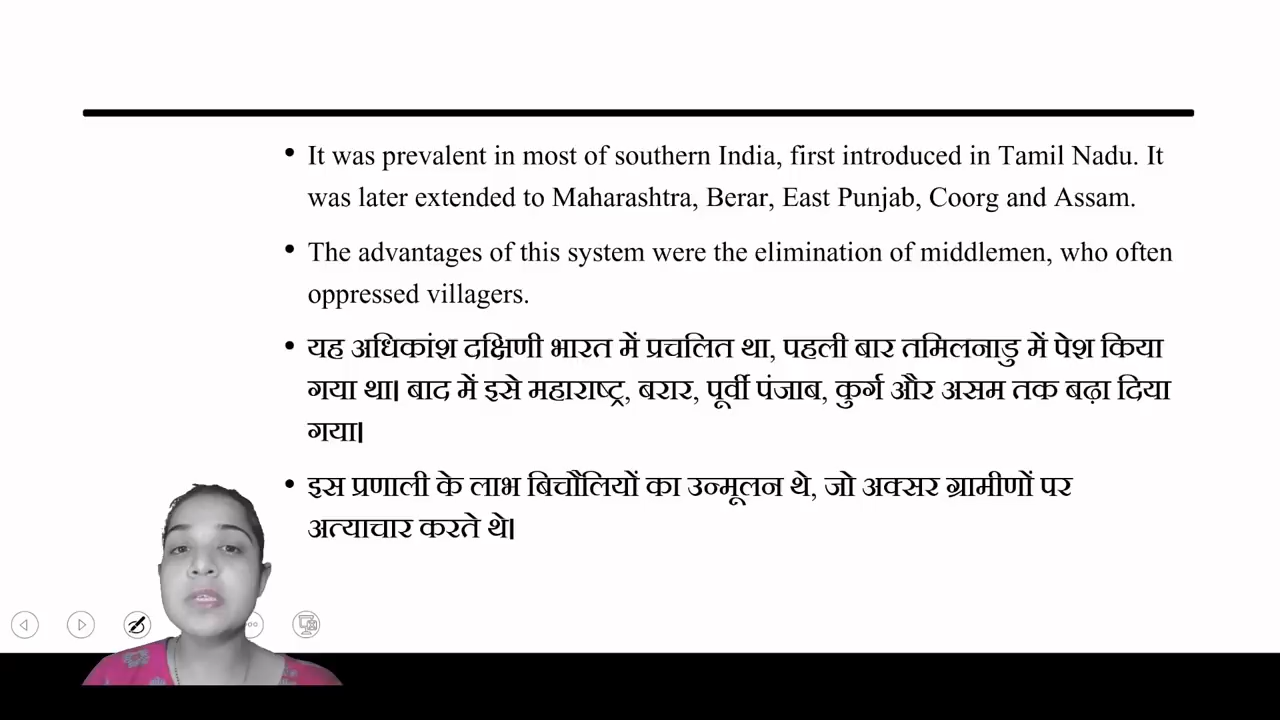 • It was prevalent in most of southern India, first introduced in Tamil Nadu. It
was later extended to Maharashtra, Berar, East Punjab, Coorg and Assam.
• The advantages of this system were the elimination of middlemen, who often
oppressed villagers.
• यह अधिकांश दक्षिणी भारत में प्रचलित था, पहली बार तमिलनाडु में पेश किया
गया था। बाद में इसे महाराष्ट्र, बरार, पूर्वी पंजाब, कुर्ग और असम तक बढ़ा दिया
गया।
• इस प्रणाली के लाभ बिचौलियों का उन्मूलन थे, जो अक्सर ग्रामीणों पर
अत्याचार करते थे।